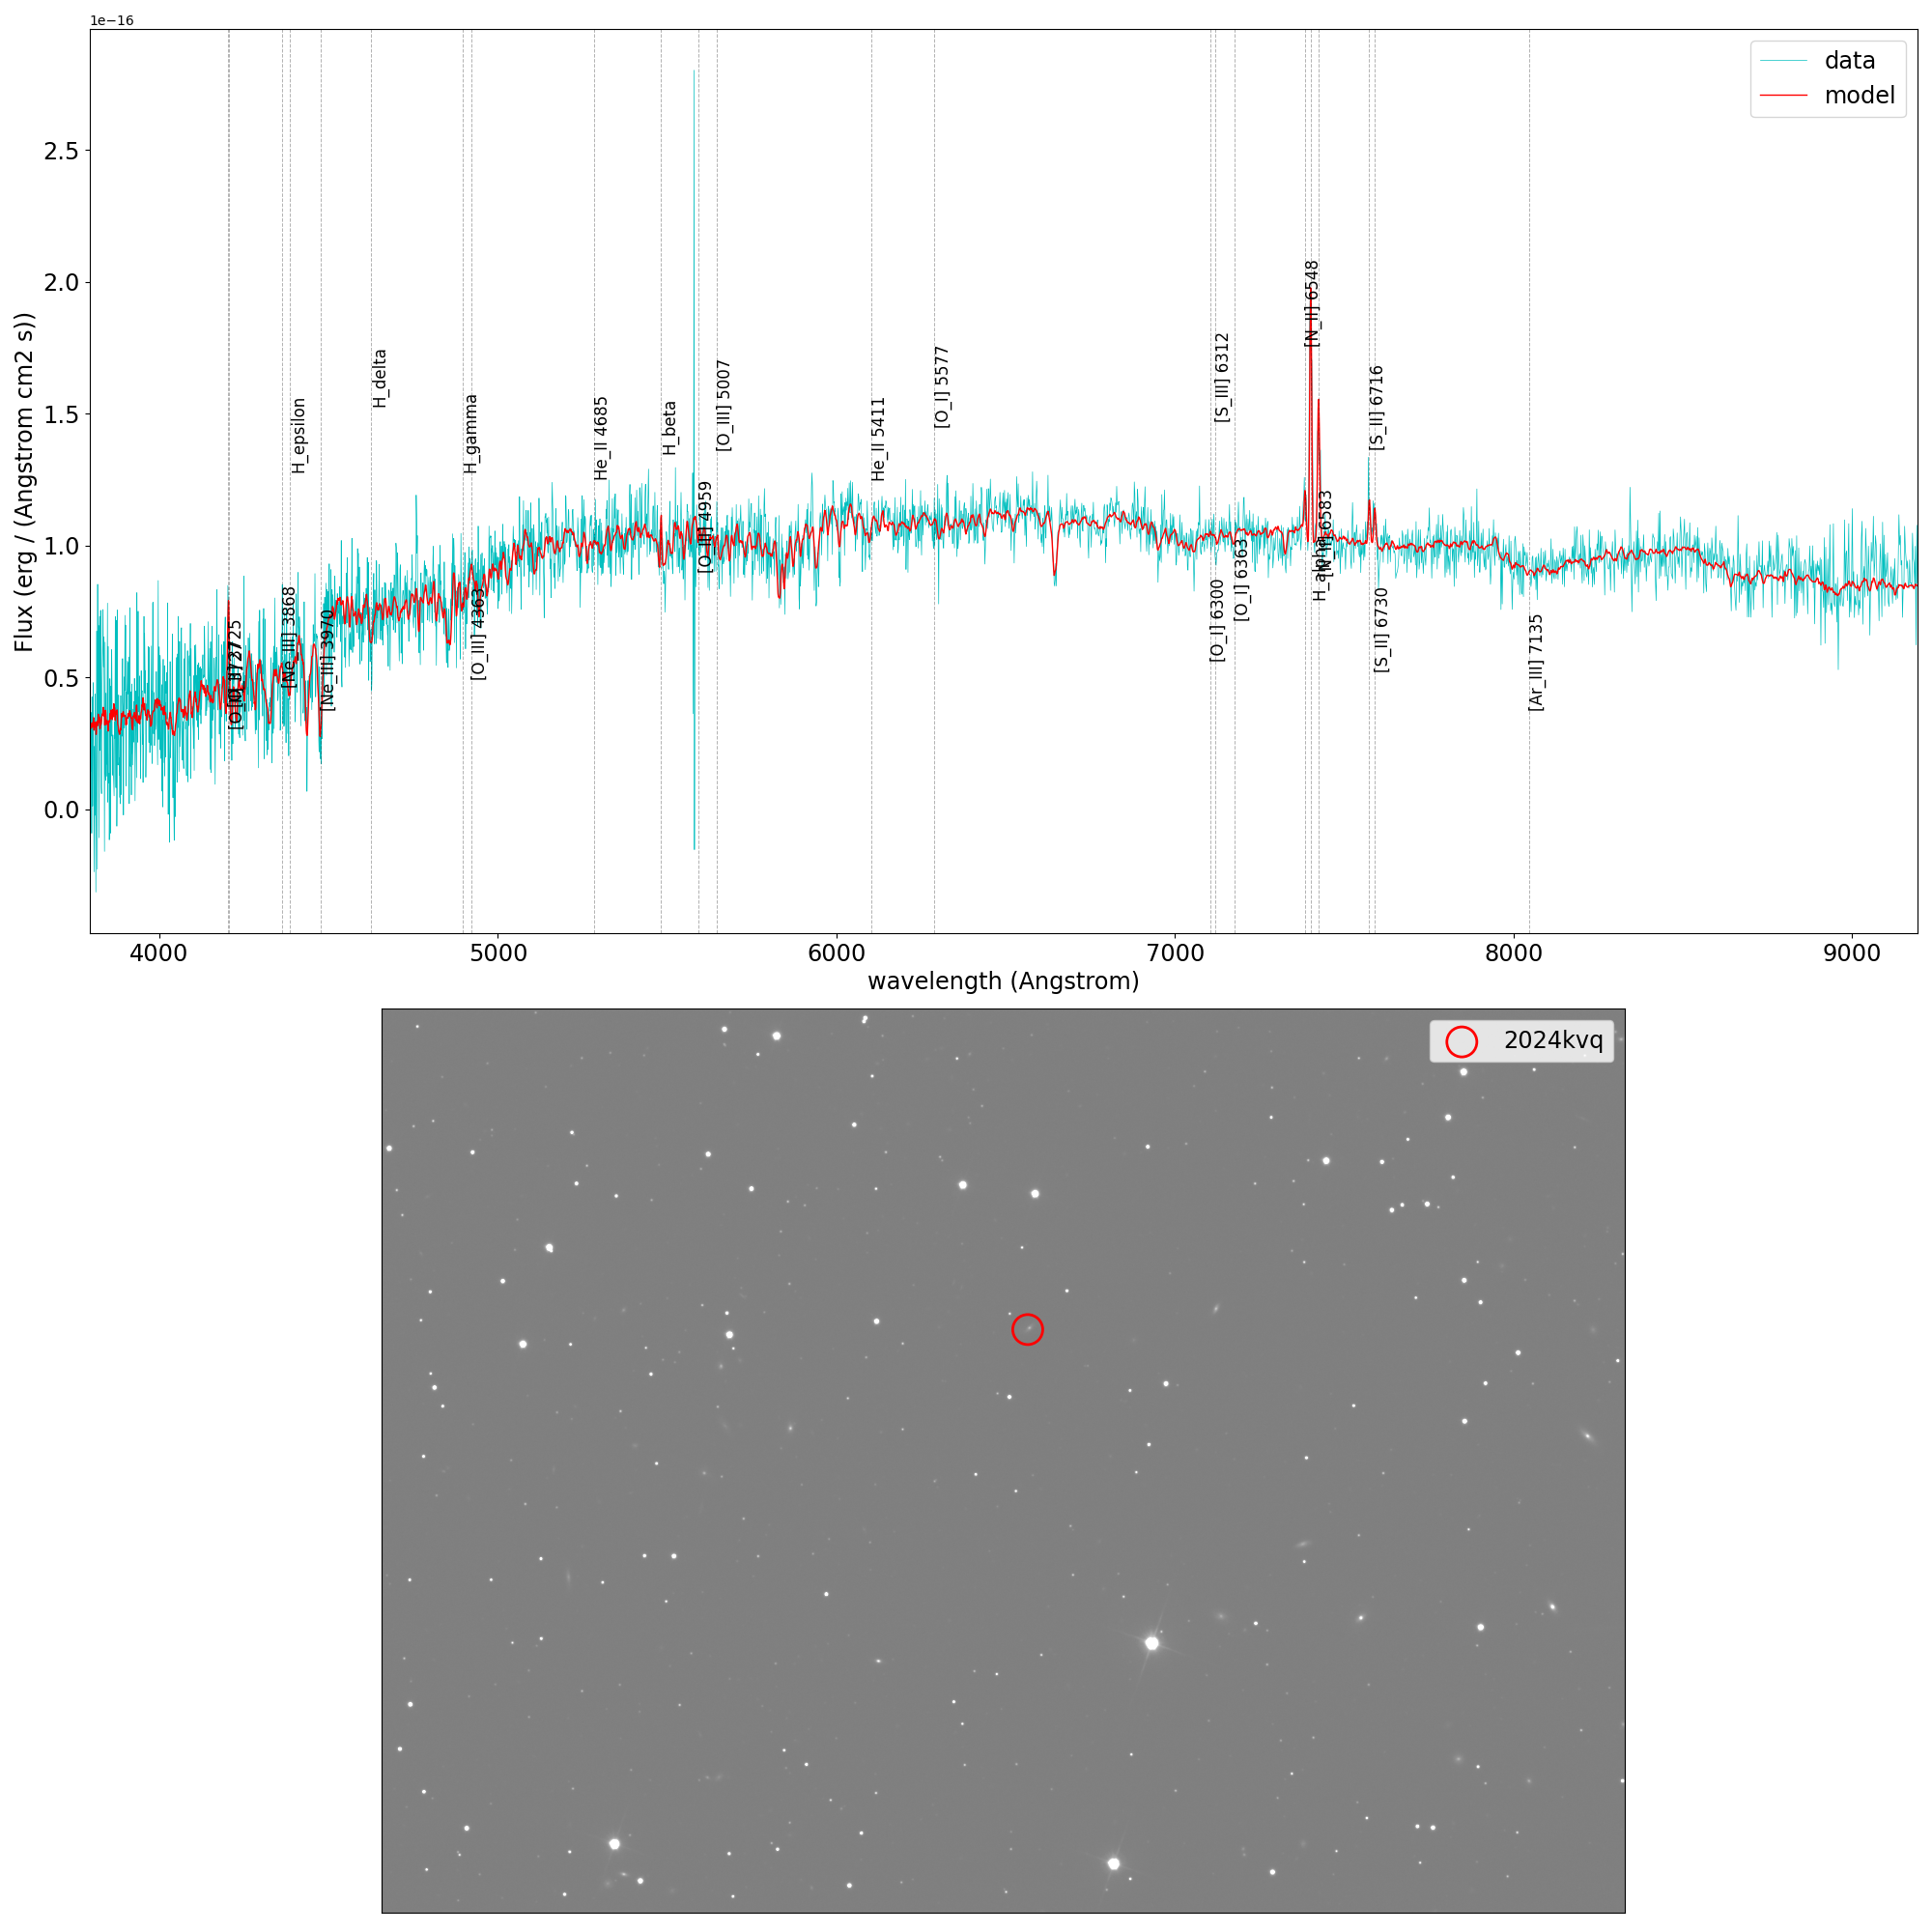 1e−16
data
model
2.5
2.0
1.5
1.0
0.5
0.0
Flux (erg / (Angstrom cm2 s))
[Ne_III] 3868
H_epsilon
[Ne_III] 3970
H_delta
H_gamma
[O_III] 4363
He_II 4685
H_beta
[O_III] 4959
[O_III] 5007
He_II 5411
[O_I] 5577
[O_I] 6300
[S_III] 6312
[O_I] 6363
[N_II] 6548
H_alpha
[N_II] 6583
[S_II] 6716
[S_II] 6730
[Ar_III] 7135
4000 5000 6000 7000 8000 9000
wavelength (Angstrom)
2024kvq